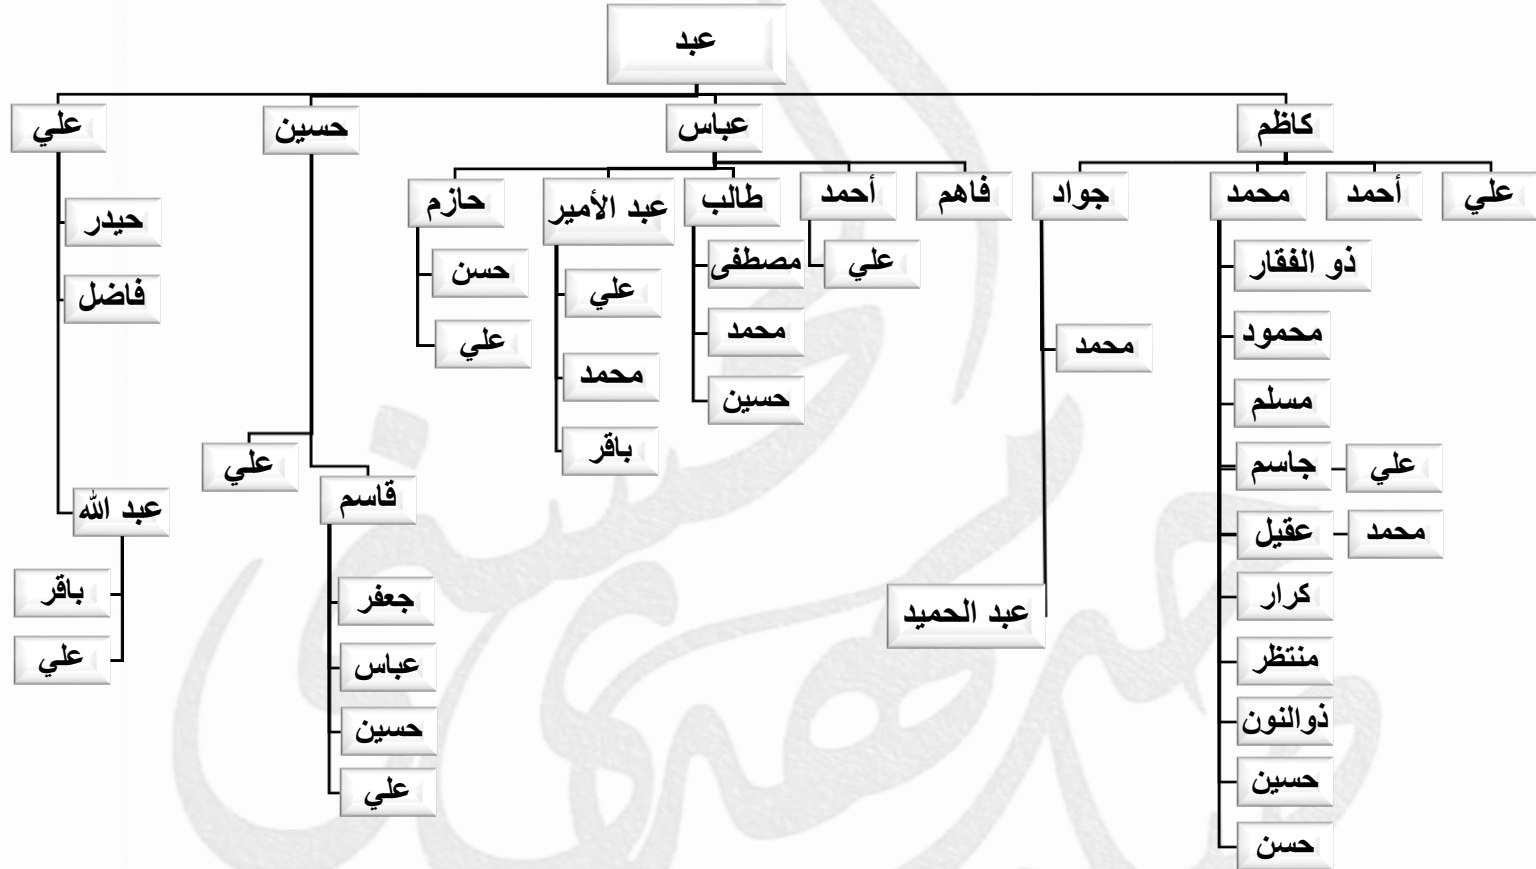 عبد
كاظم
عباس
حسين
علي
علي
أحمد
محمد
جواد
فاهم
أحمد
طالب
عبد الأمير
حازم
ذو الفقار
محمود
مسلم
جاسم
علي
عقيل
محمد
كرار
منتظر
ذوالنون
حسين
حسن
محمد
عبد الحميد
علي
مصطفى
محمد
حسين
علي
محمد
باقر
حسن
علي
علي
قاسم
جعفر
عباس
حسين
علي
حيدر
فاضل
عبد الله
باقر
علي